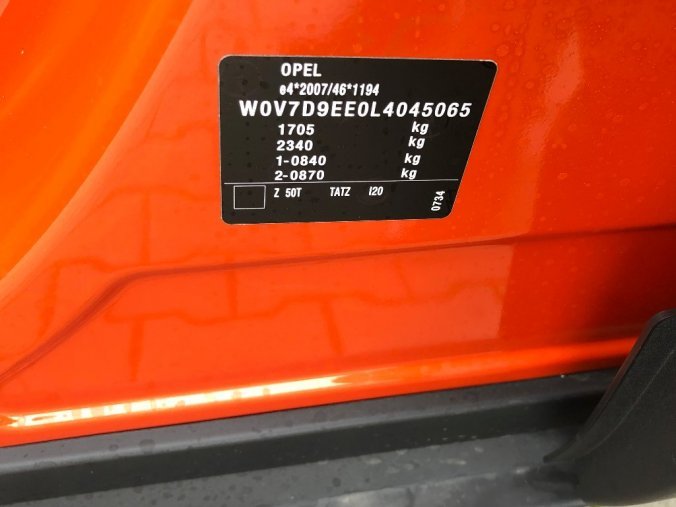 OPEL
e4*2007/46*1194
W0V7D9EE0L4045065
1705 kg
2340 kg
1-0840 kg
2-0870 kg
Z 50T TATZ I20
0734